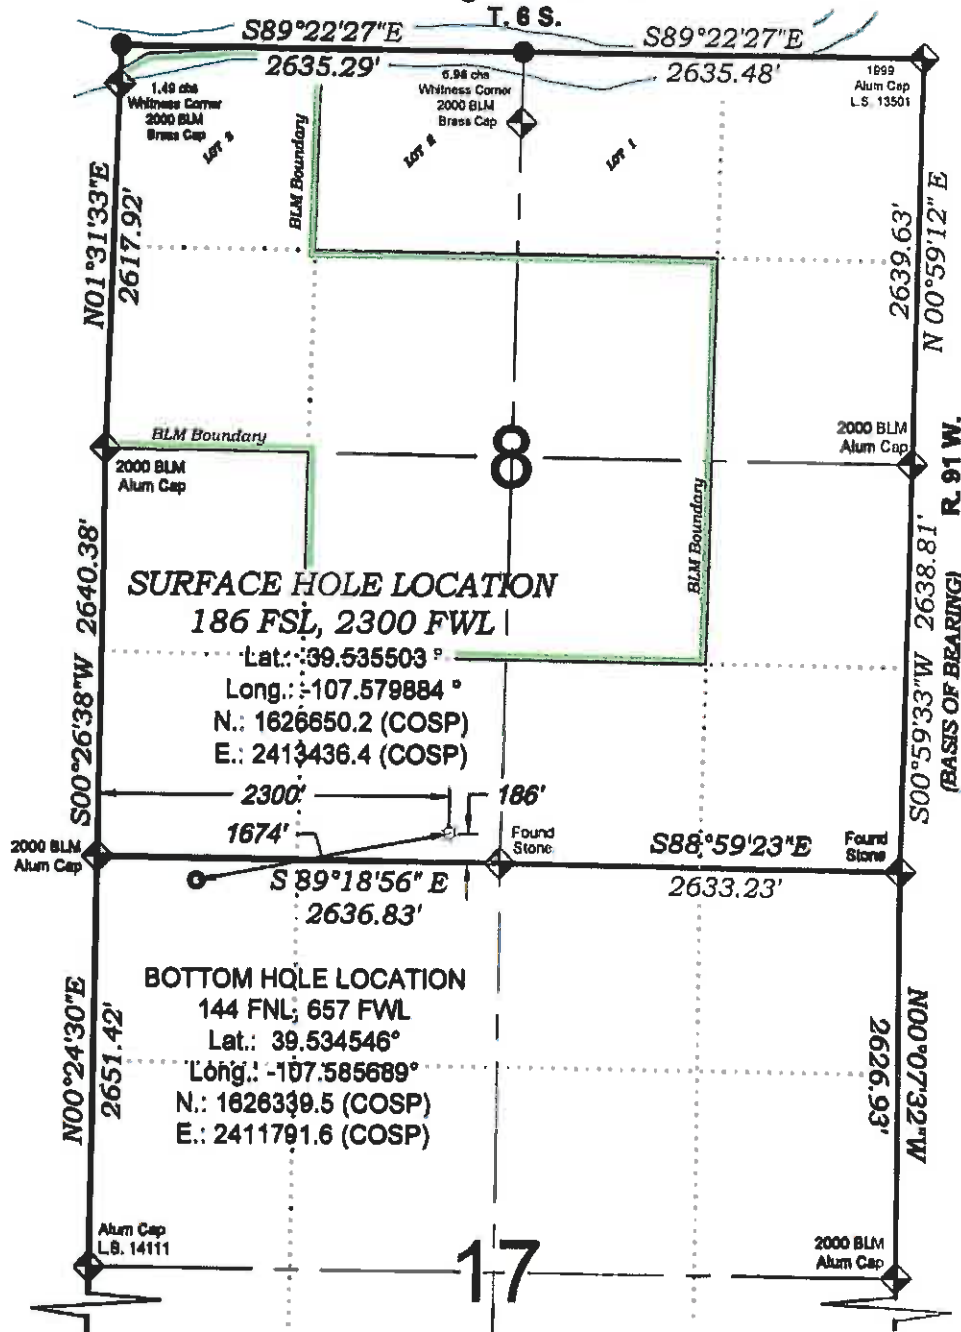 T. 6 S.
S89°22'27"E
2635.29'
S89°22'27"E
2635.48'
1.49 chs
Whitness Corner
2000 BLM
Brass Cap
6.98 chs
Whitness Corner
2000 BLM
Brass Cap
1999
Alum Cap
L.S. 13501
LOT 3
LOT 2
LOT 1
BLM Boundary
N01°31'33"E
2617.92'
2639.63'
N 00°59'12" E
BLM Boundary
2000 BLM
Alum Cap
8
2000 BLM
Alum Cap
R. 91 W.
BLM Boundary
S00°26'38"W 2640.38'
S00°59'33"W 2638.81'
(BASIS OF BEARING)
SURFACE HOLE LOCATION
186 FSL, 2300 FWL
Lat.: 39.535503 °
Long.: -107.579884 °
N.: 1626650.2 (COSP)
E.: 2413436.4 (COSP)
2300'
186'
1674'
2000 BLM
Alum Cap
Found
Stone
S88°59'23"E
2633.23'
Found
Stone
S 89°18'56" E
2636.83'
BOTTOM HOLE LOCATION
144 FNL, 657 FWL
Lat.: 39.534546°
Long.: -107.585689°
N.: 1626339.5 (COSP)
E.: 2411791.6 (COSP)
N00°24'30"E
2651.42'
2626.93'
N00°07'32"W
Alum Cap
L.S. 14111
17
2000 BLM
Alum Cap